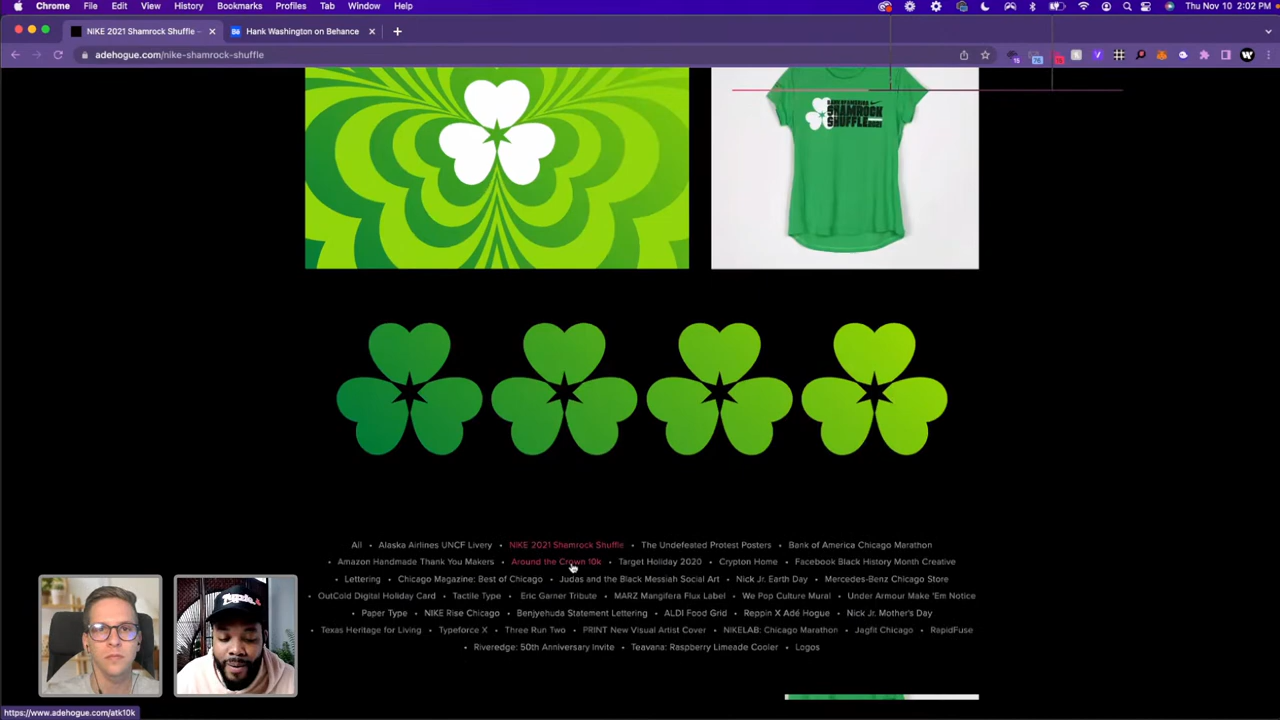 Chrome File Edit View History Bookmarks Profiles Tab Window Help Thu Nov 10 2:02 PM
NIKE 2021 Shamrock Shuffle – Hank Washington on Behance
adehogue.com/nike-shamrock-shuffle
BANK OF AMERICA
SHAMROCK
SHUFFLE
All • Alaska Airlines UNCF Livery • NIKE 2021 Shamrock Shuffle • The Undefeated Protest Posters • Bank of America Chicago Marathon
• Amazon Handmade Thank You Makers • Around the Crown 10k • Target Holiday 2020 • Crypton Home • Facebook Black History Month Creative
• Lettering • Chicago Magazine: Best of Chicago • Judas and the Black Messiah Social Art • Nick Jr. Earth Day • Mercedes-Benz Chicago Store
• OutCold Digital Holiday Card • Tactile Type • Eric Garner Tribute • MARZ Mangifera Flux Label • We Pop Cultural Mural • Under Armour Make 'Em Notice
• Paper Type • NIKE Rise Chicago • Benjyehuda Statement Lettering • ALDI Food Grid • Reppin X Adé Hogue • Nick Jr. Mother's Day
• Texas Heritage for Living • Typeforce X • Three Run Two • PRINT New Visual Artist Cover • NIKELAB: Chicago Marathon • Jagfit Chicago • RapidFuse
• Riveredge: 50th Anniversary Invite • Teavana: Raspberry Limeade Cooler • Logos
https://www.adehogue.com/atk10k